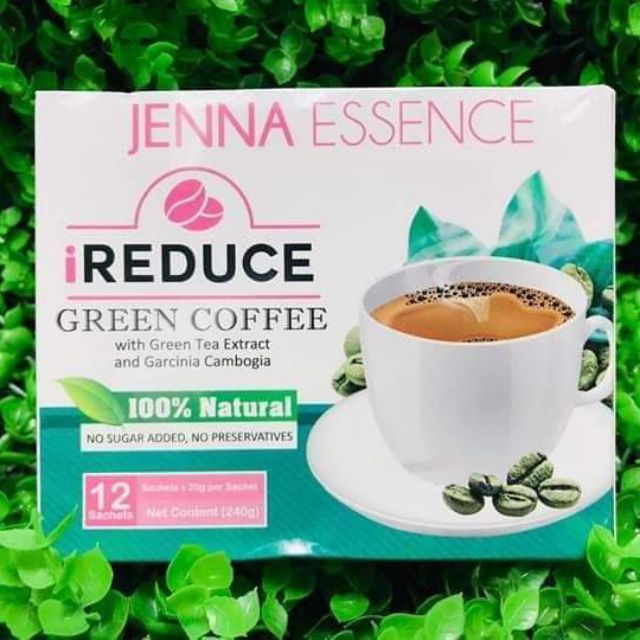 JENNA ESSENCE
iREDUCE
GREEN COFFEE
with Green Tea Extract
and Garcinia Cambogia
100% Natural
NO SUGAR ADDED, NO PRESERVATIVES
12 Sachets x 20g per Sachet
Sachets Net Content (240g)